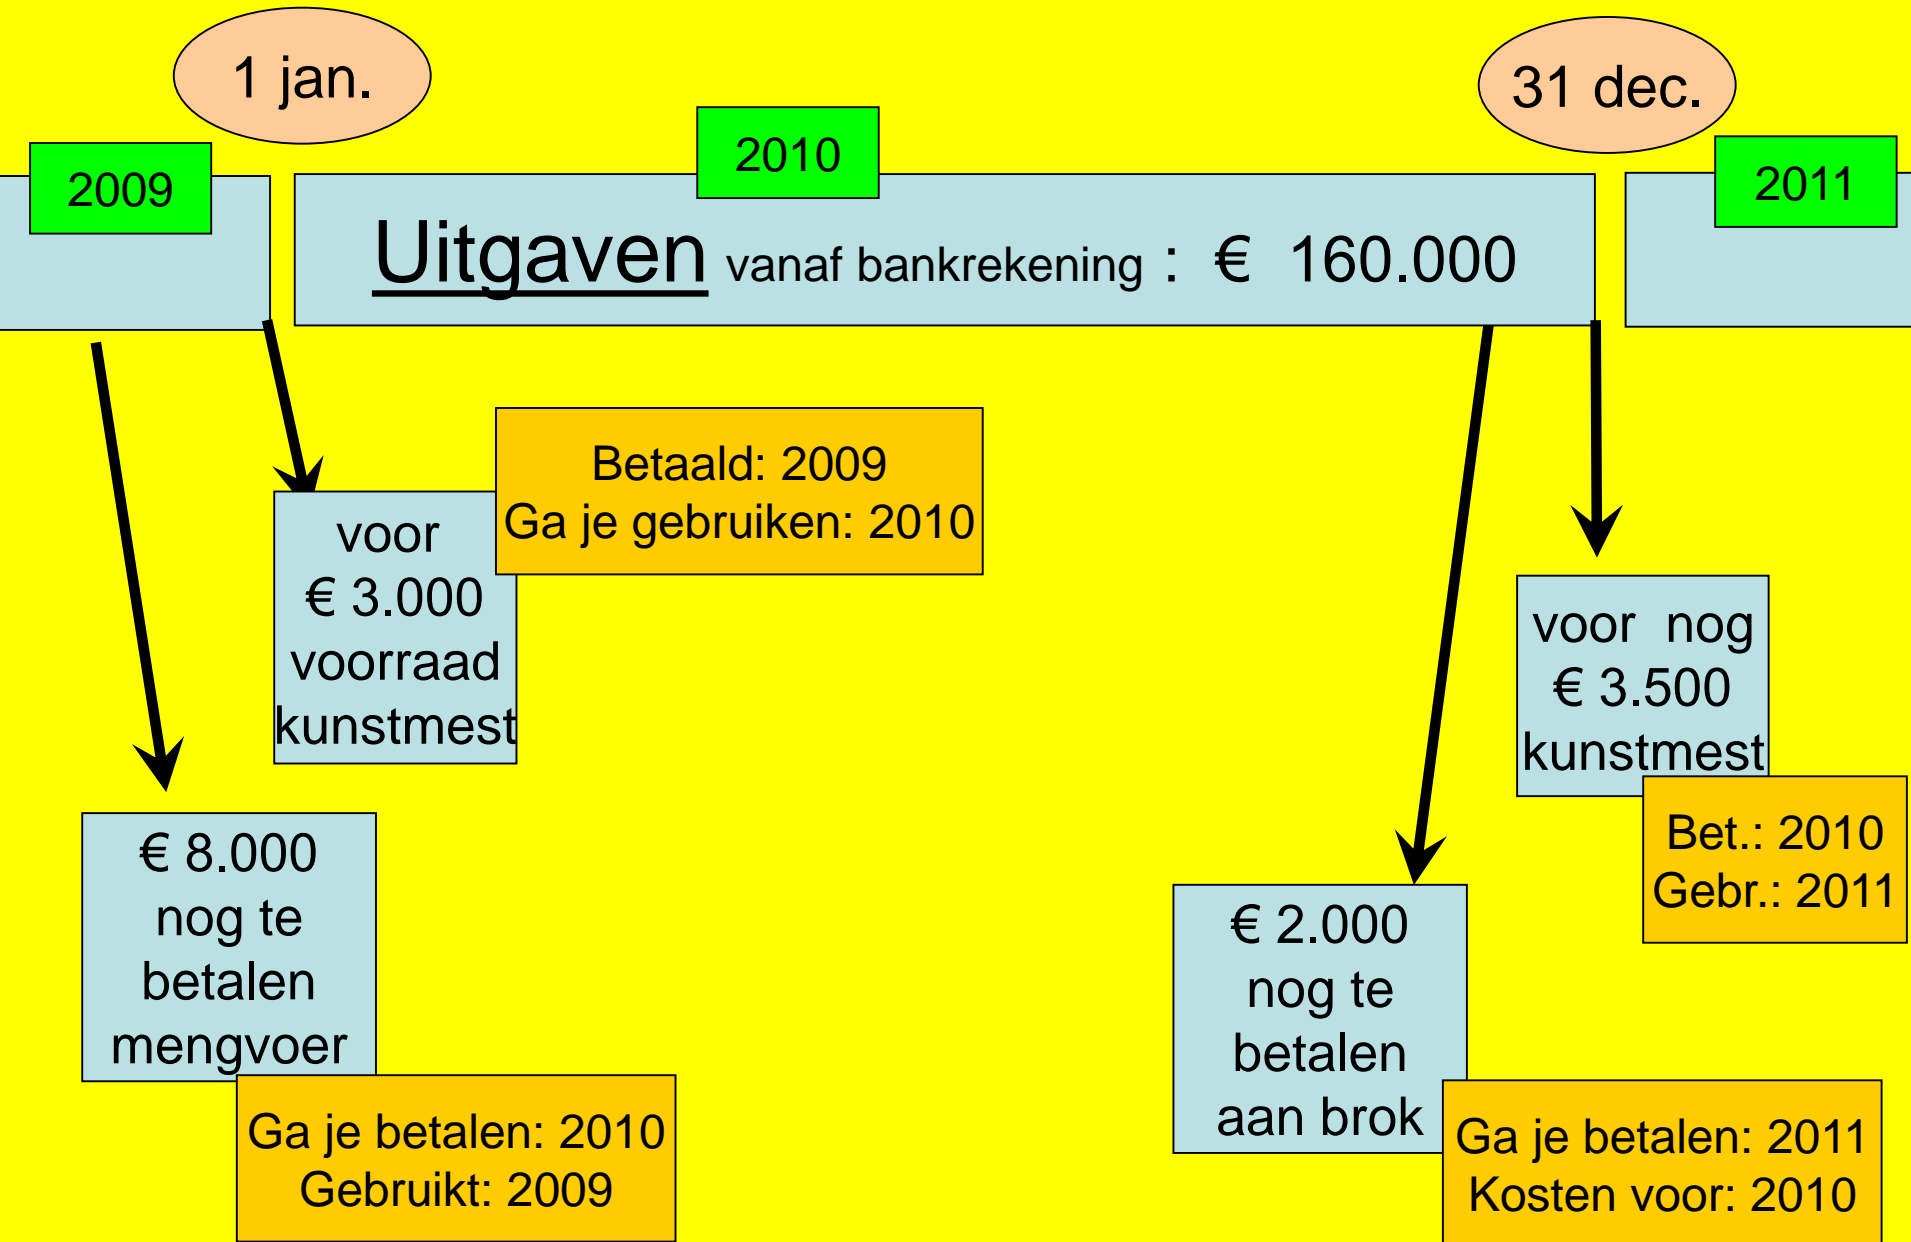 1 jan.
31 dec.
2009
2010
2011
Uitgaven vanaf bankrekening : € 160.000
Betaald: 2009
Ga je gebruiken: 2010
voor
€ 3.000
voorraad
kunstmest
voor nog
€ 3.500
kunstmest
Bet.: 2010
Gebr.: 2011
€ 8.000
nog te
betalen
mengvoer
Ga je betalen: 2010
Gebruikt: 2009
€ 2.000
nog te
betalen
aan brok
Ga je betalen: 2011
Kosten voor: 2010